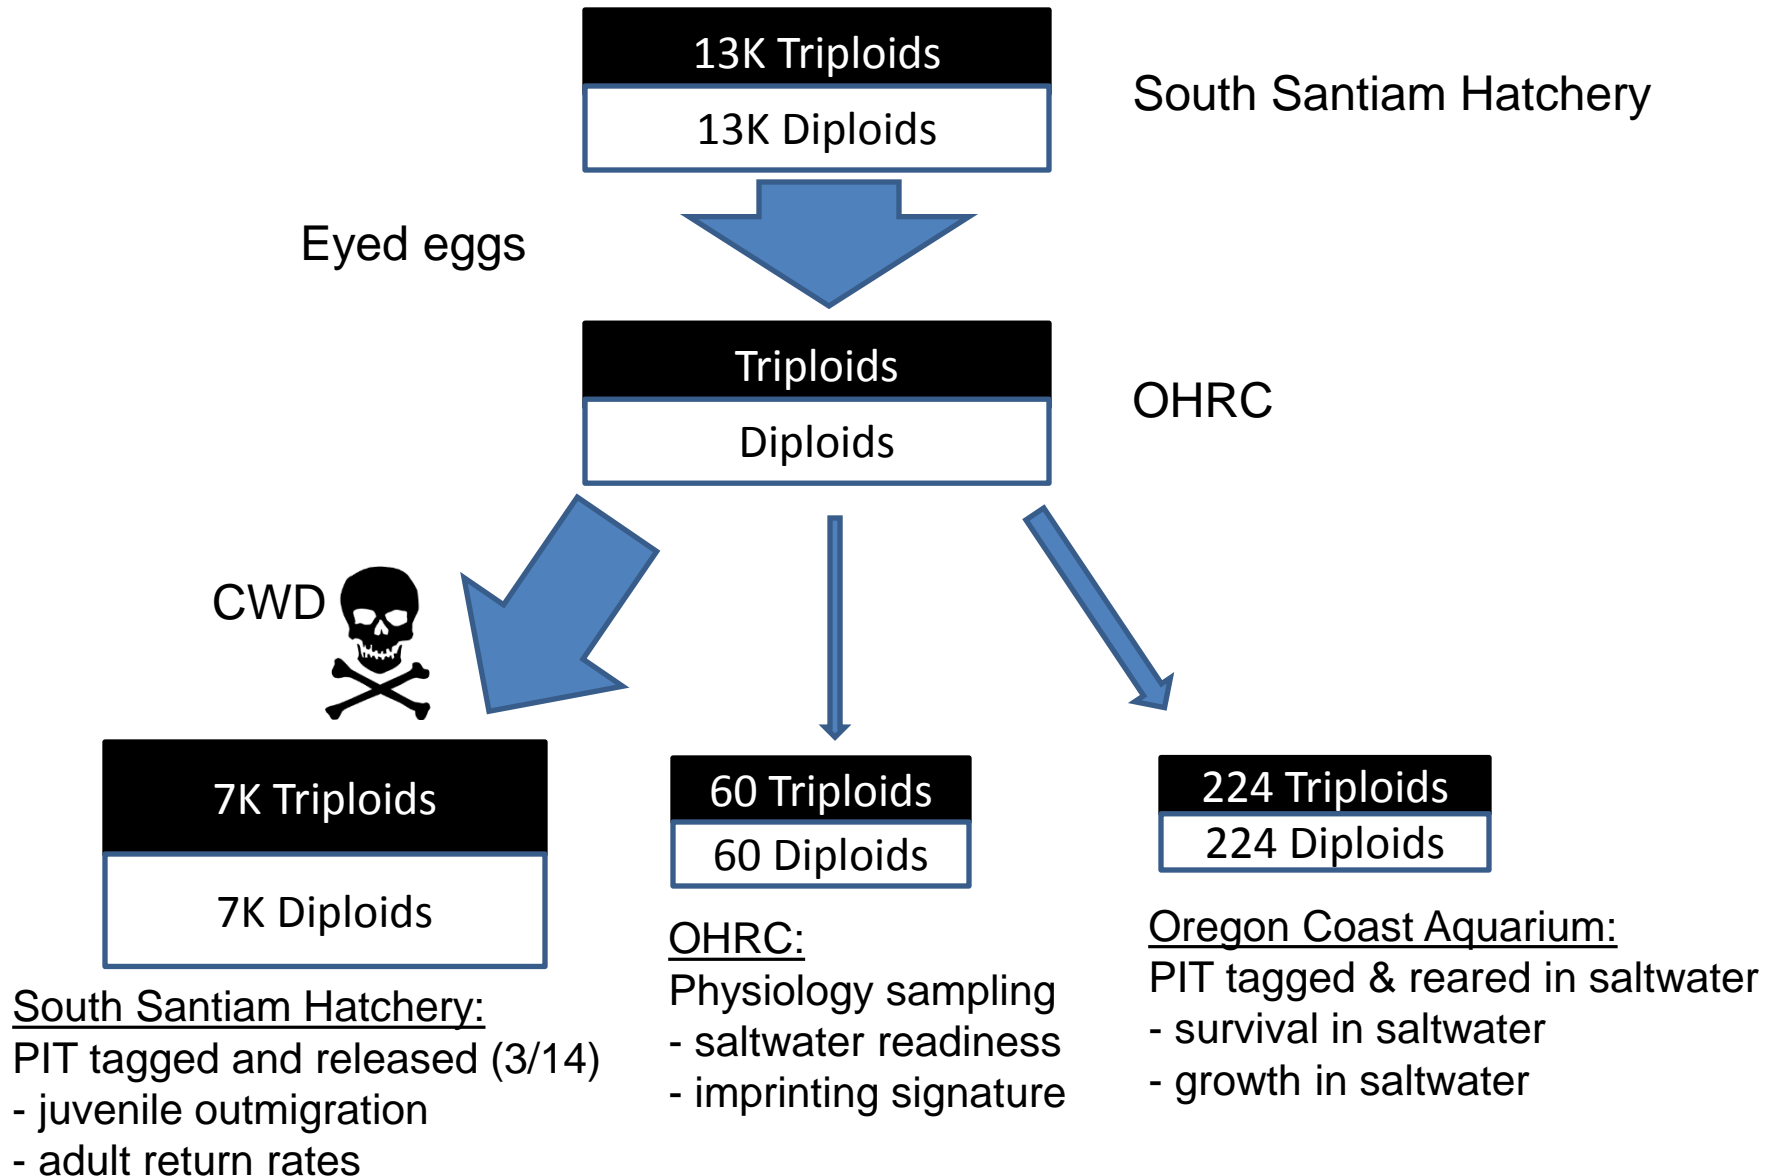 13K Triploids
13K Diploids
South Santiam Hatchery
Eyed eggs
Triploids
Diploids
OHRC
CWD
7K Triploids
7K Diploids
South Santiam Hatchery:
PIT tagged and released (3/14)
- juvenile outmigration
- adult return rates
60 Triploids
60 Diploids
OHRC:
Physiology sampling
- saltwater readiness
- imprinting signature
224 Triploids
224 Diploids
Oregon Coast Aquarium:
PIT tagged & reared in saltwater
- survival in saltwater
- growth in saltwater